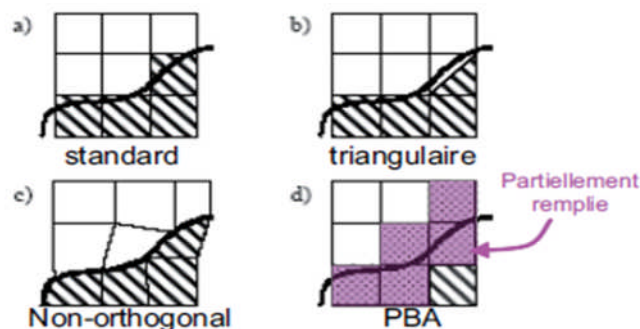 a)
standard
b)
triangulaire
c)
Non-orthogonal
d)
Partiellement
remplie
PBA